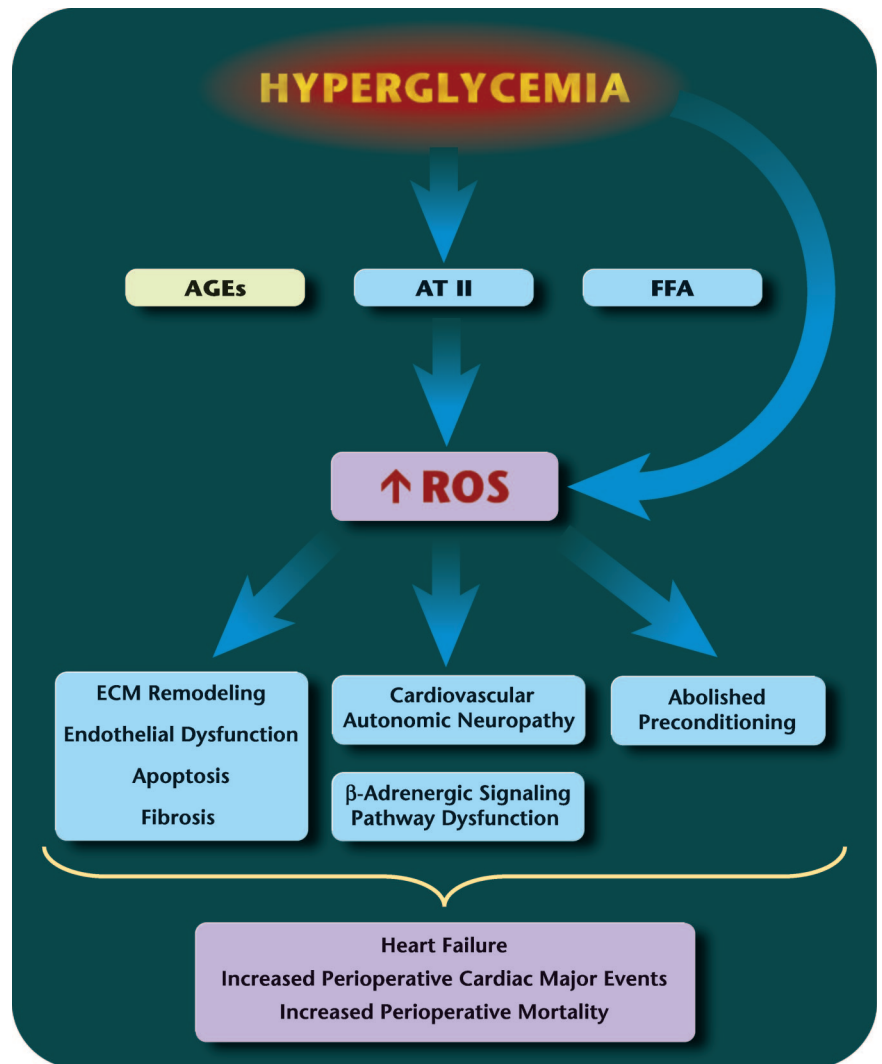 HYPERGLYCEMIA
AGEs
AT II
FFA
↑ ROS
ECM Remodeling
Endothelial Dysfunction
Apoptosis
Fibrosis
Cardiovascular
Autonomic Neuropathy
β-Adrenergic Signaling
Pathway Dysfunction
Abolished
Preconditioning
Heart Failure
Increased Perioperative Cardiac Major Events
Increased Perioperative Mortality